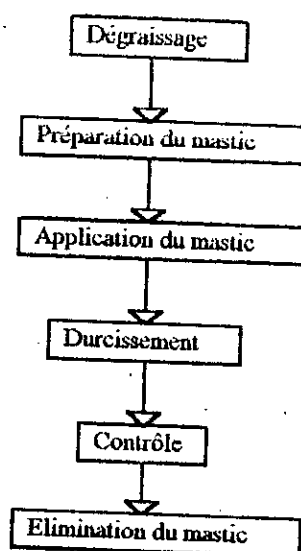 Dégraissage
Préparation du mastic
Application du mastic
Durcissement
Contrôle
Elimination du mastic